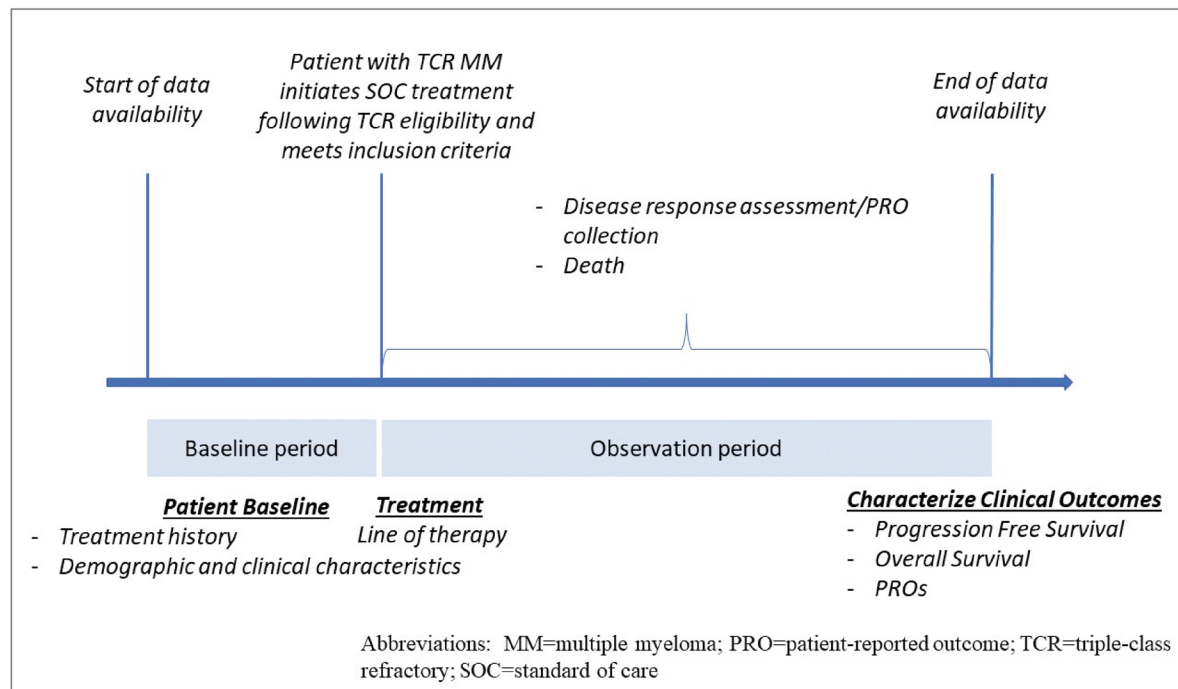 Start of data
availability
Patient with TCR MM
initiates SOC treatment
following TCR eligibility and
meets inclusion criteria
End of data
availability
- Disease response assessment/PRO
collection
- Death
Baseline period
Observation period
Patient Baseline
- Treatment history
- Demographic and clinical characteristics
Treatment
Line of therapy
Characterize Clinical Outcomes
- Progression Free Survival
- Overall Survival
- PROs
Abbreviations: MM=multiple myeloma; PRO=patient-reported outcome; TCR=triple-class
refractory; SOC=standard of care